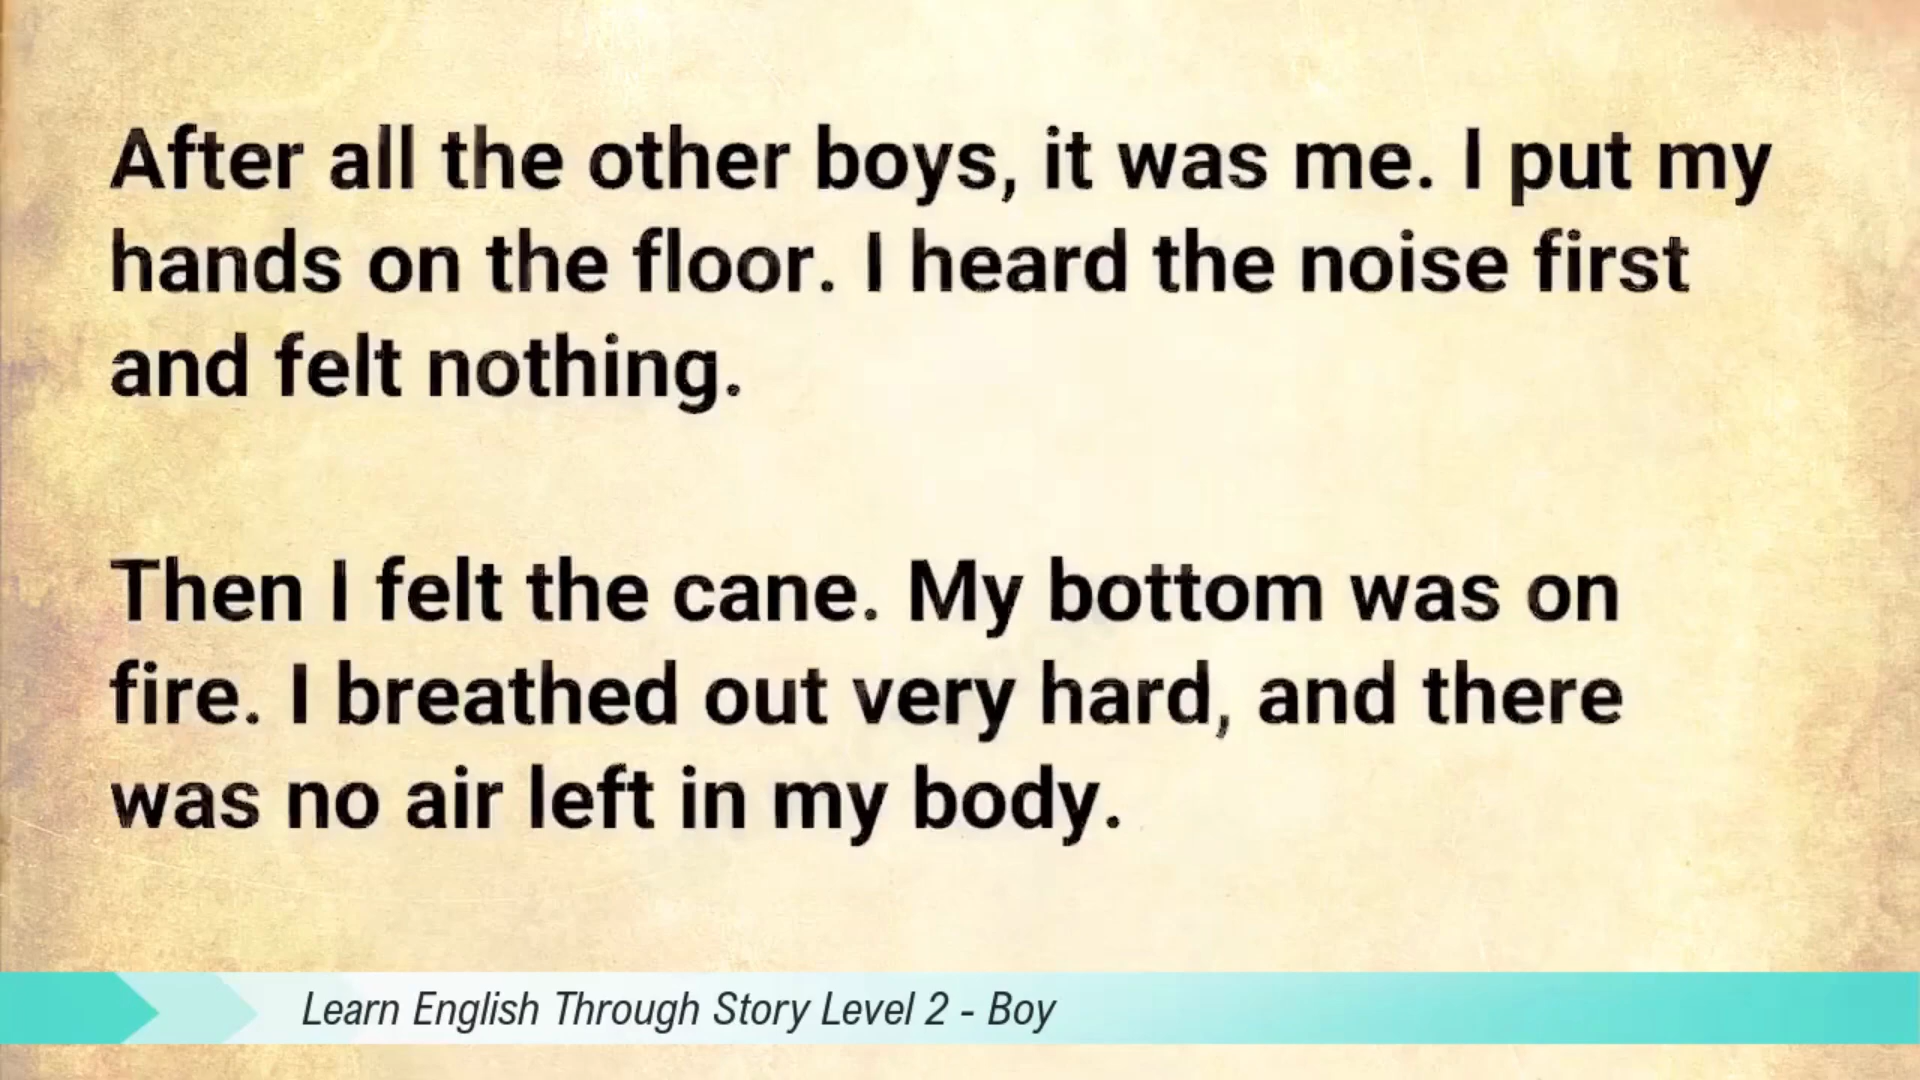 After all the other boys, it was me. I put my
hands on the floor. I heard the noise first
and felt nothing.
Then I felt the cane. My bottom was on
fire. I breathed out very hard, and there
was no air left in my body.
Learn English Through Story Level 2 - Boy